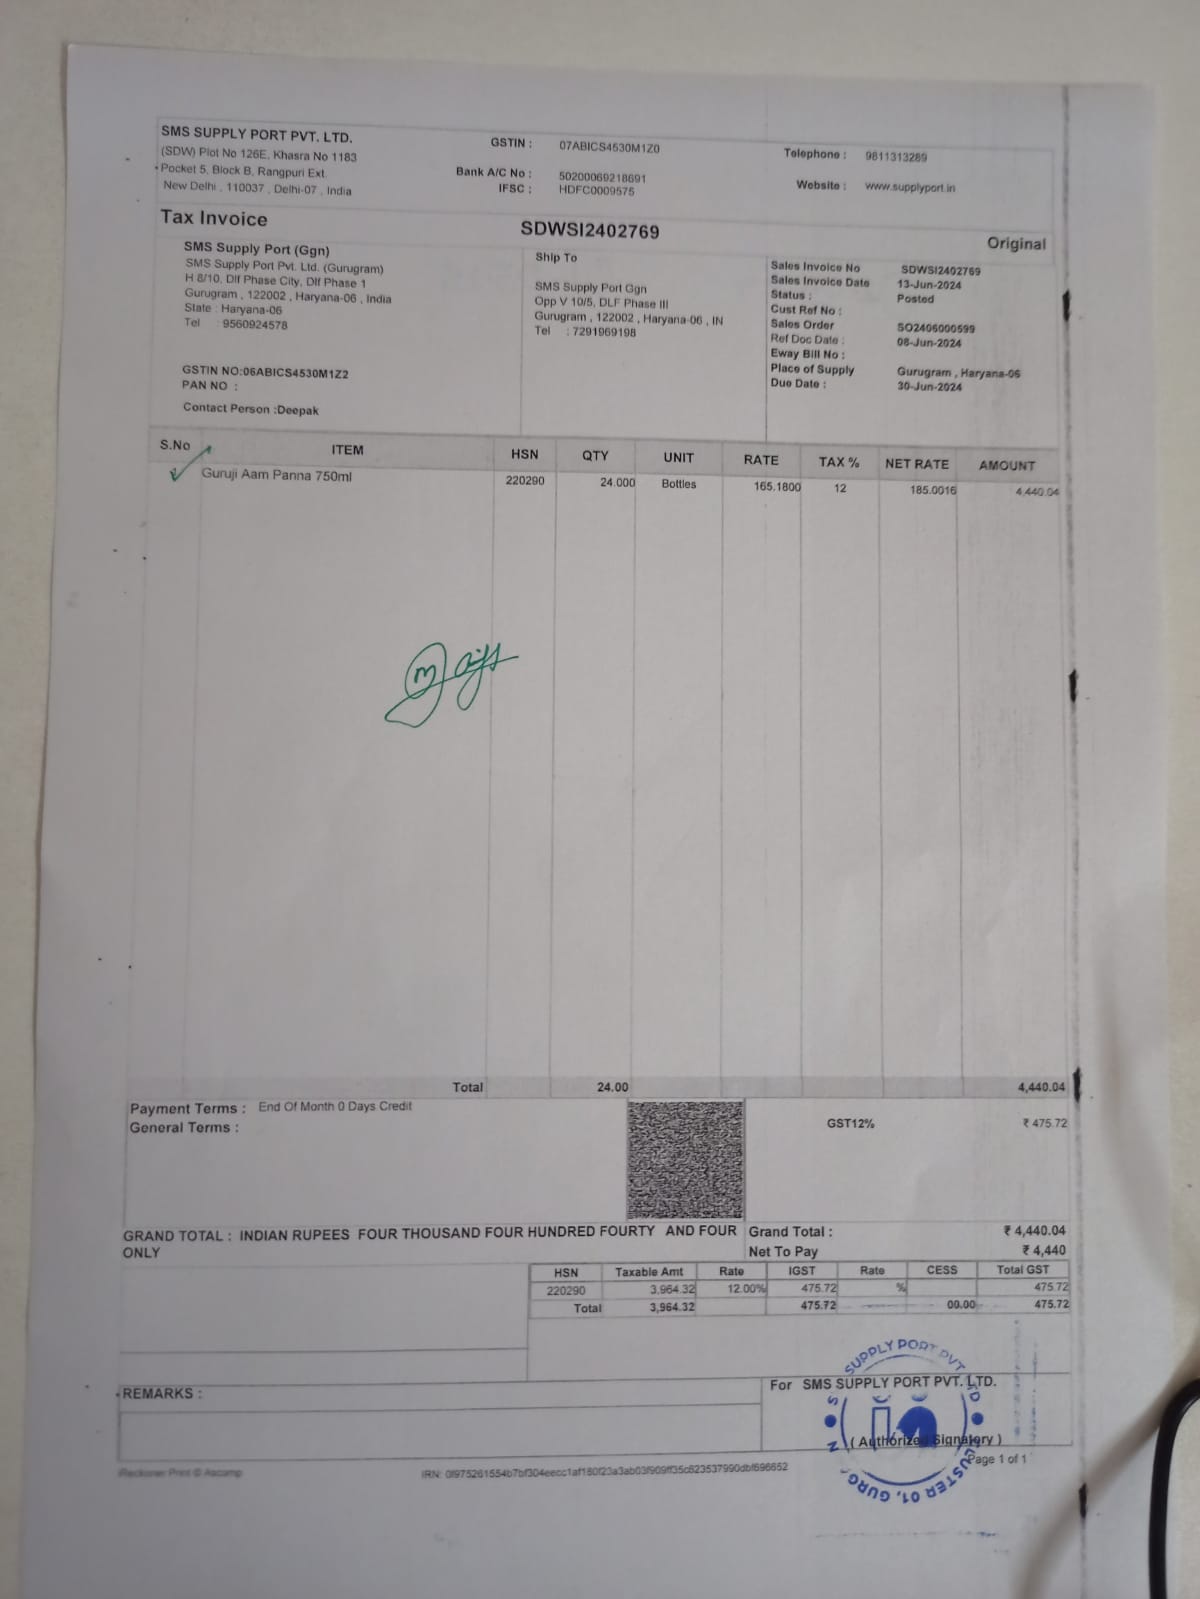 SMS SUPPLY PORT PVT. LTD.
(SDW) Plot No 126E, Khasra No 1183
Pocket 5, Block B, Rangpuri Ext.
New Delhi , 110037 , Delhi-07 , India
GSTIN : 07ABICS4530M1Z0
Bank A/C No : 50200069218691
IFSC : HDFC0009575
Telephone : 9811313289
Website : www.supplyport.in
Tax Invoice
SDWSI2402769
Original
SMS Supply Port (Ggn)
SMS Supply Port Pvt. Ltd. (Gurugram)
H 8/10, Dlf Phase City, Dlf Phase 1
Gurugram , 122002 , Haryana-06 , India
State : Haryana-06
Tel : 9560924578
GSTIN NO:06ABICS4530M1Z2
PAN NO :
Contact Person :Deepak
Ship To
SMS Supply Port Ggn
Opp V 10/5, DLF Phase III
Gurugram , 122002 , Haryana-06 , IN
Tel : 7291969198
Sales Invoice No SDWSI2402769
Sales Invoice Date 13-Jun-2024
Status : Posted
Cust Ref No :
Sales Order SO2406000599
Ref Doc Date : 08-Jun-2024
Eway Bill No :
Place of Supply Gurugram , Haryana-06
Due Date : 30-Jun-2024
S.No ITEM HSN QTY UNIT RATE TAX % NET RATE AMOUNT
Guruji Aam Panna 750ml 220290 24.000 Bottles 165.1800 12 185.0016 4,440.04
Total 24.00 4,440.04
Payment Terms : End Of Month 0 Days Credit
General Terms :
GST12% ₹ 475.72
GRAND TOTAL : INDIAN RUPEES FOUR THOUSAND FOUR HUNDRED FOURTY AND FOUR
ONLY
Grand Total : ₹ 4,440.04
Net To Pay ₹ 4,440
HSN Taxable Amt Rate IGST Rate CESS Total GST
220290 3,964.32 12.00% 475.72 % 475.72
Total 3,964.32 475.72 00.00 475.72
REMARKS :
For SMS SUPPLY PORT PVT. LTD.
( Authorized Signatory )
Page 1 of 1
SUPPLY PORT PVT
CLUSTER 01, GURG
iReckoner Print © Ascomp